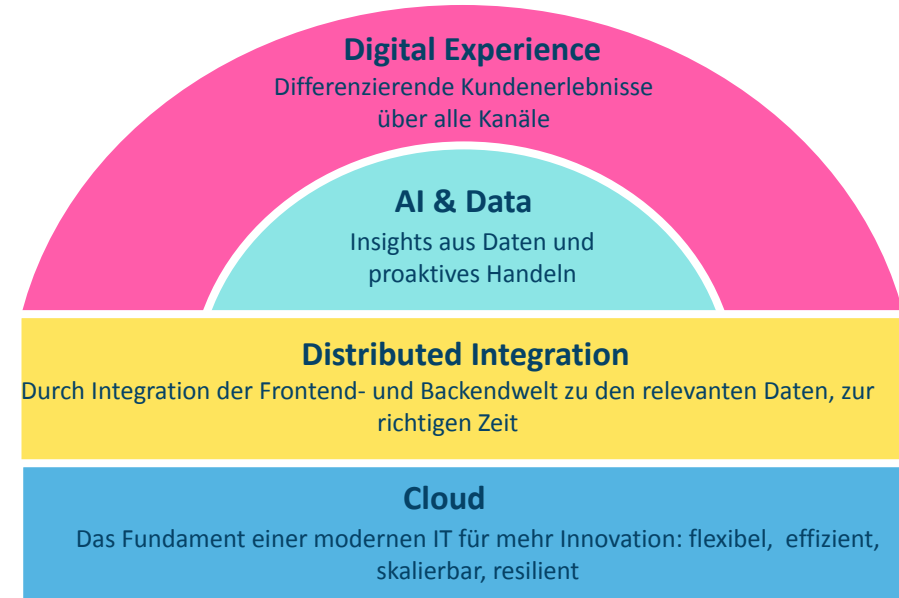 Digital Experience
Differenzierende Kundenerlebnisse
über alle Kanäle
AI & Data
Insights aus Daten und
proaktives Handeln
Distributed Integration
Durch Integration der Frontend- und Backendwelt zu den relevanten Daten, zur
richtigen Zeit
Cloud
Das Fundament einer modernen IT für mehr Innovation: flexibel,  effizient,
skalierbar, resilient